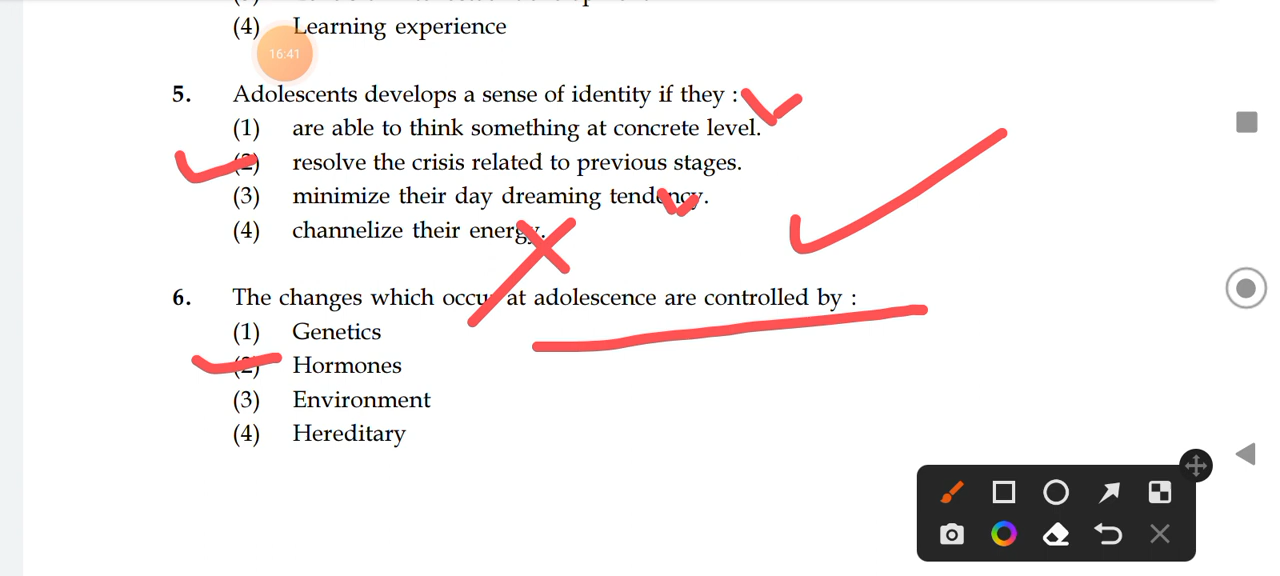 (4) Learning experience
16:41
5. Adolescents develops a sense of identity if they :
(1) are able to think something at concrete level.
(2) resolve the crisis related to previous stages.
(3) minimize their day dreaming tendency.
(4) channelize their energy.
6. The changes which occur at adolescence are controlled by :
(1) Genetics
(2) Hormones
(3) Environment
(4) Hereditary